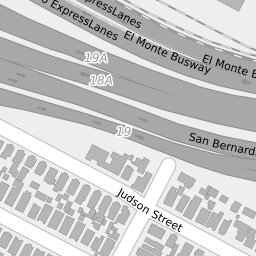 ExpressLanes
ExpressLanes
El Monte Busway
El Monte B
19A
18A
19
San Bernard
Judson Street